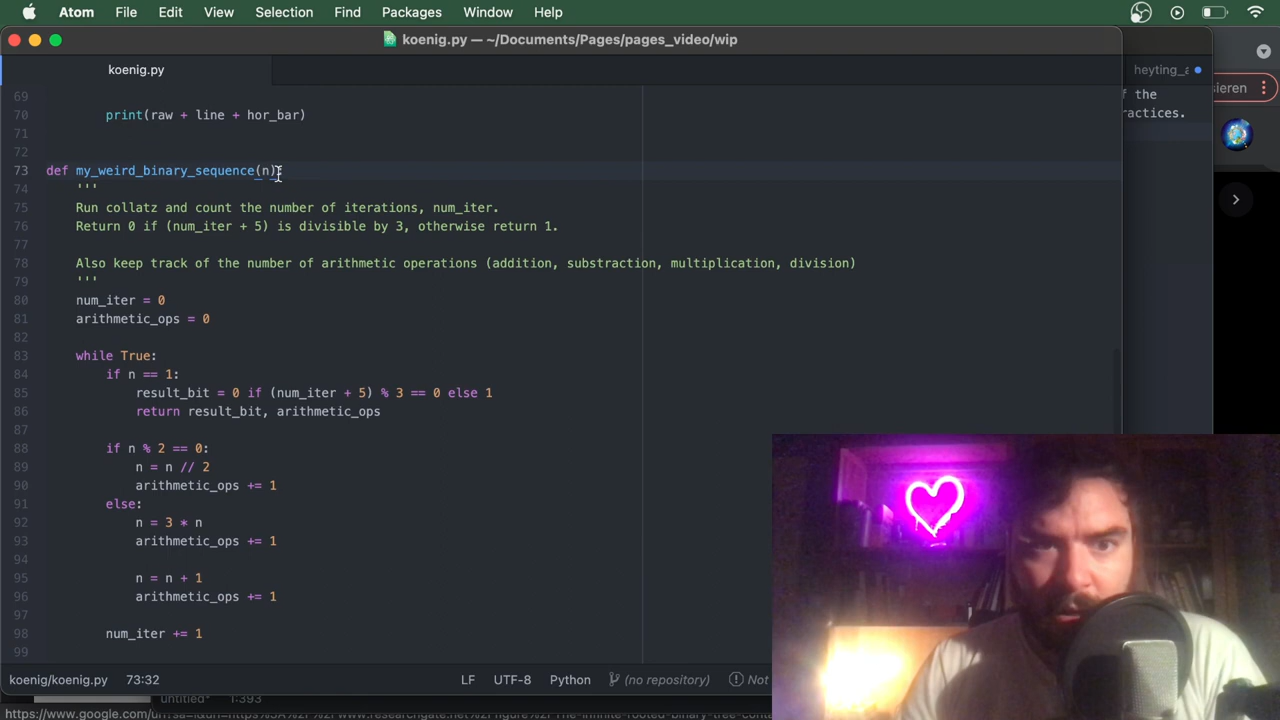 Atom File Edit View Selection Find Packages Window Help
koenig.py — ~/Documents/Pages/pages_video/wip
koenig.py
heyting_a
69
70 print(raw + line + hor_bar)
71
72
73 def my_weird_binary_sequence(n):
74 '''
75 Run collatz and count the number of iterations, num_iter.
76 Return 0 if (num_iter + 5) is divisible by 3, otherwise return 1.
77
78 Also keep track of the number of arithmetic operations (addition, substraction, multiplication, division)
79 '''
80 num_iter = 0
81 arithmetic_ops = 0
82
83 while True:
84 if n == 1:
85 result_bit = 0 if (num_iter + 5) % 3 == 0 else 1
86 return result_bit, arithmetic_ops
87
88 if n % 2 == 0:
89 n = n // 2
90 arithmetic_ops += 1
91 else:
92 n = 3 * n
93 arithmetic_ops += 1
94
95 n = n + 1
96 arithmetic_ops += 1
97
98 num_iter += 1
99
f the
ractices.
ieren
koenig/koenig.py 73:32 LF UTF-8 Python (no repository) Not
untitled* 1:393